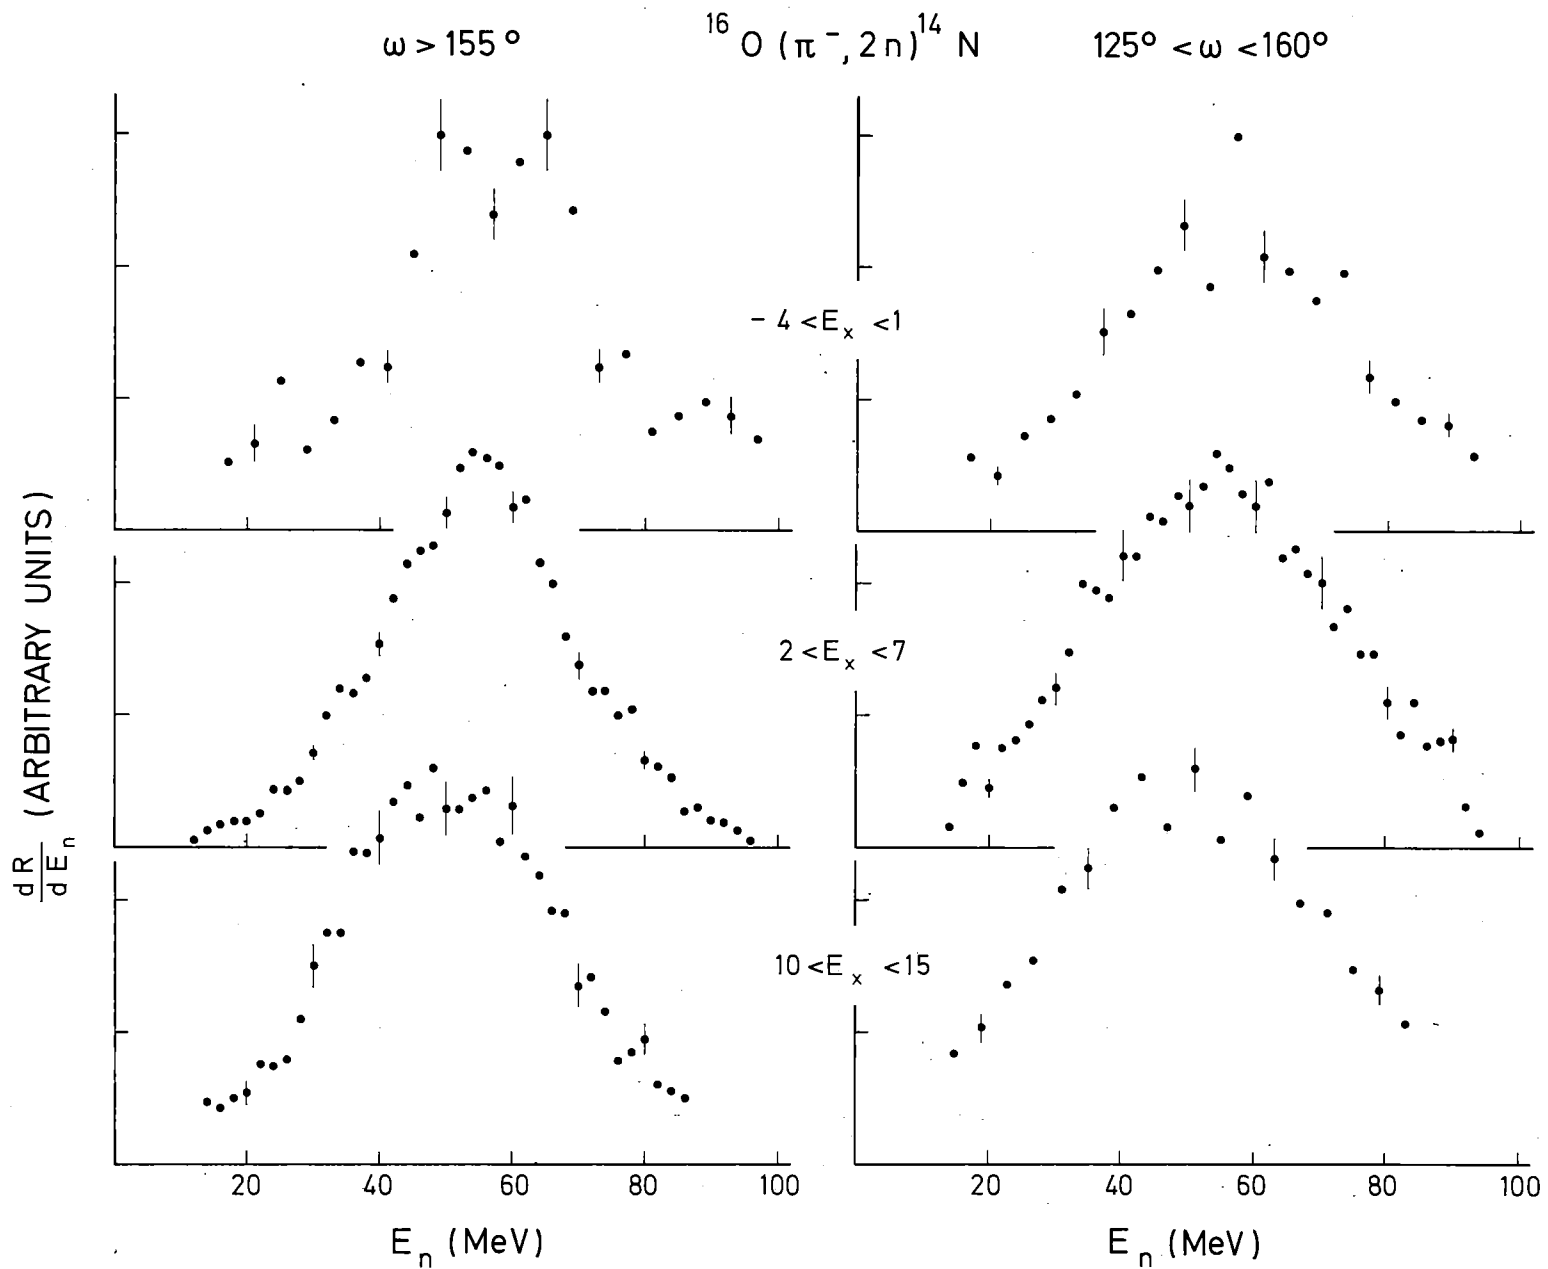 ω > 155° ¹⁶O (π⁻, 2n)¹⁴N 125° < ω < 160°
− 4 < Eₓ < 1
2 < Eₓ < 7
10 < Eₓ < 15
dR/dEₙ (ARBITRARY UNITS)
20 40 60 80 100 20 40 60 80 100
Eₙ (MeV) Eₙ (MeV)